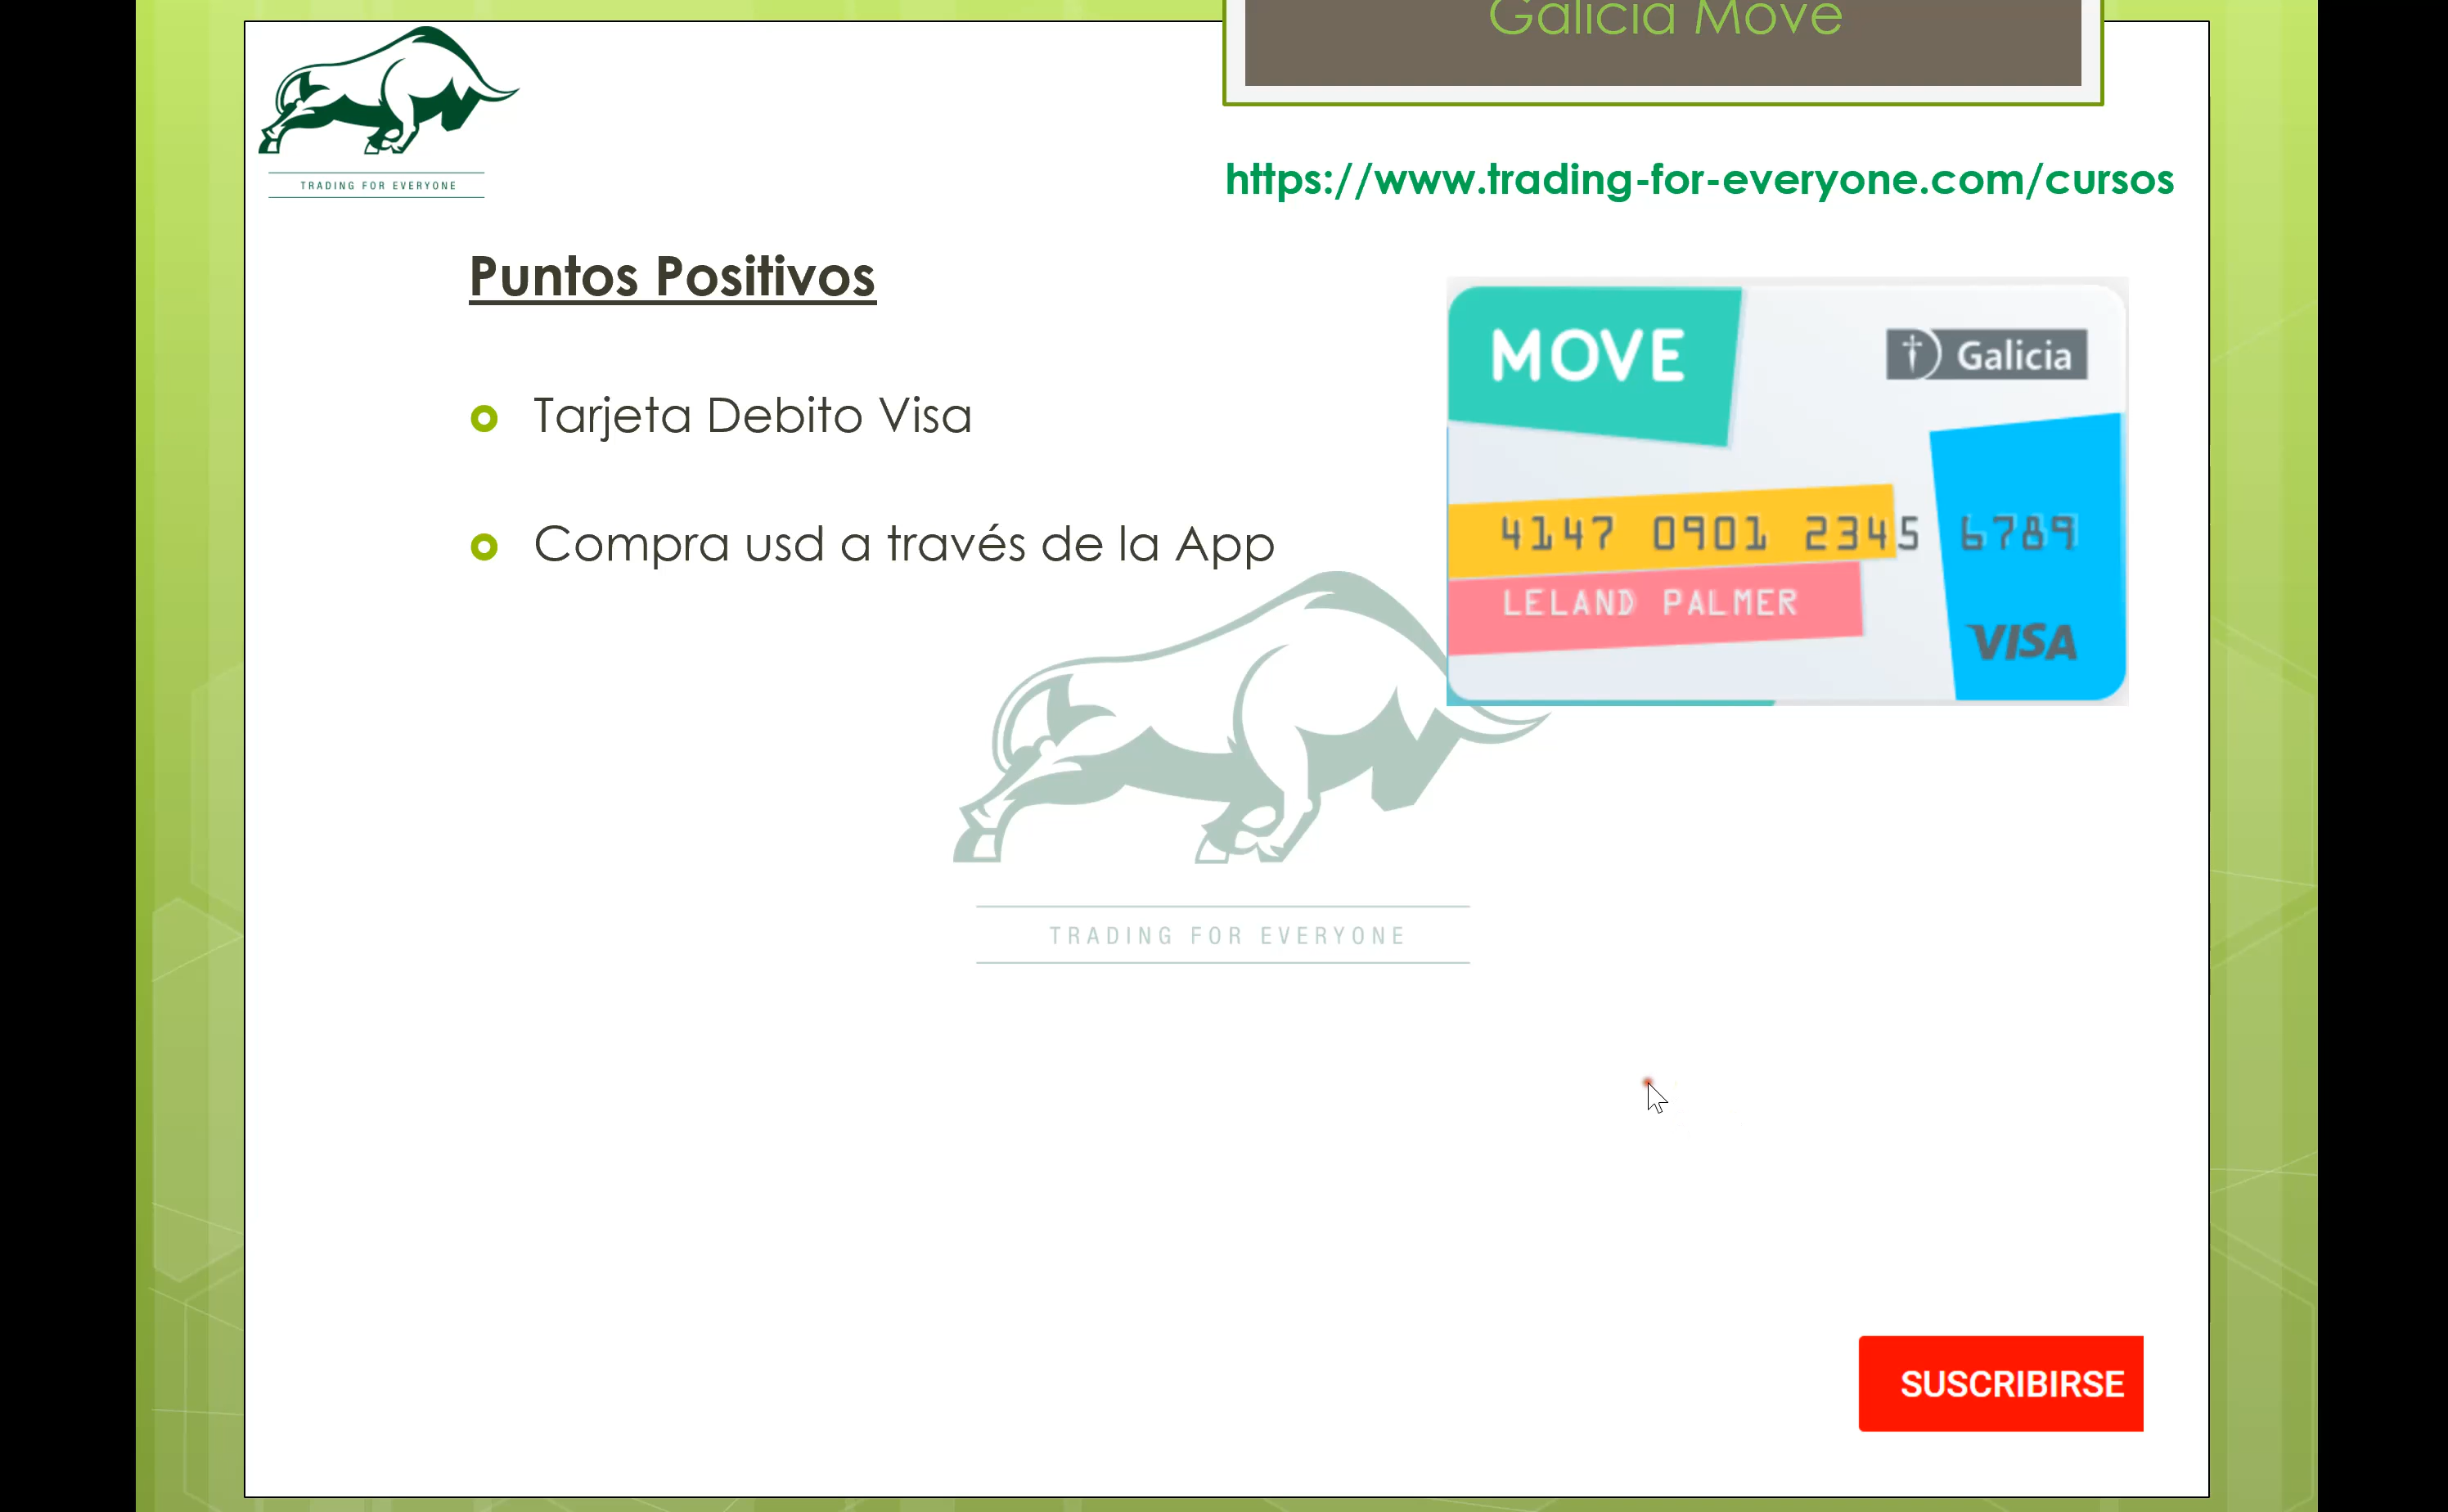 Galicia Move
TRADING FOR EVERYONE
https://www.trading-for-everyone.com/cursos
Puntos Positivos
Tarjeta Debito Visa
Compra usd a través de la App
MOVE
Galicia
4147 0901 2345 6789
LELAND PALMER
VISA
TRADING FOR EVERYONE
SUSCRIBIRSE